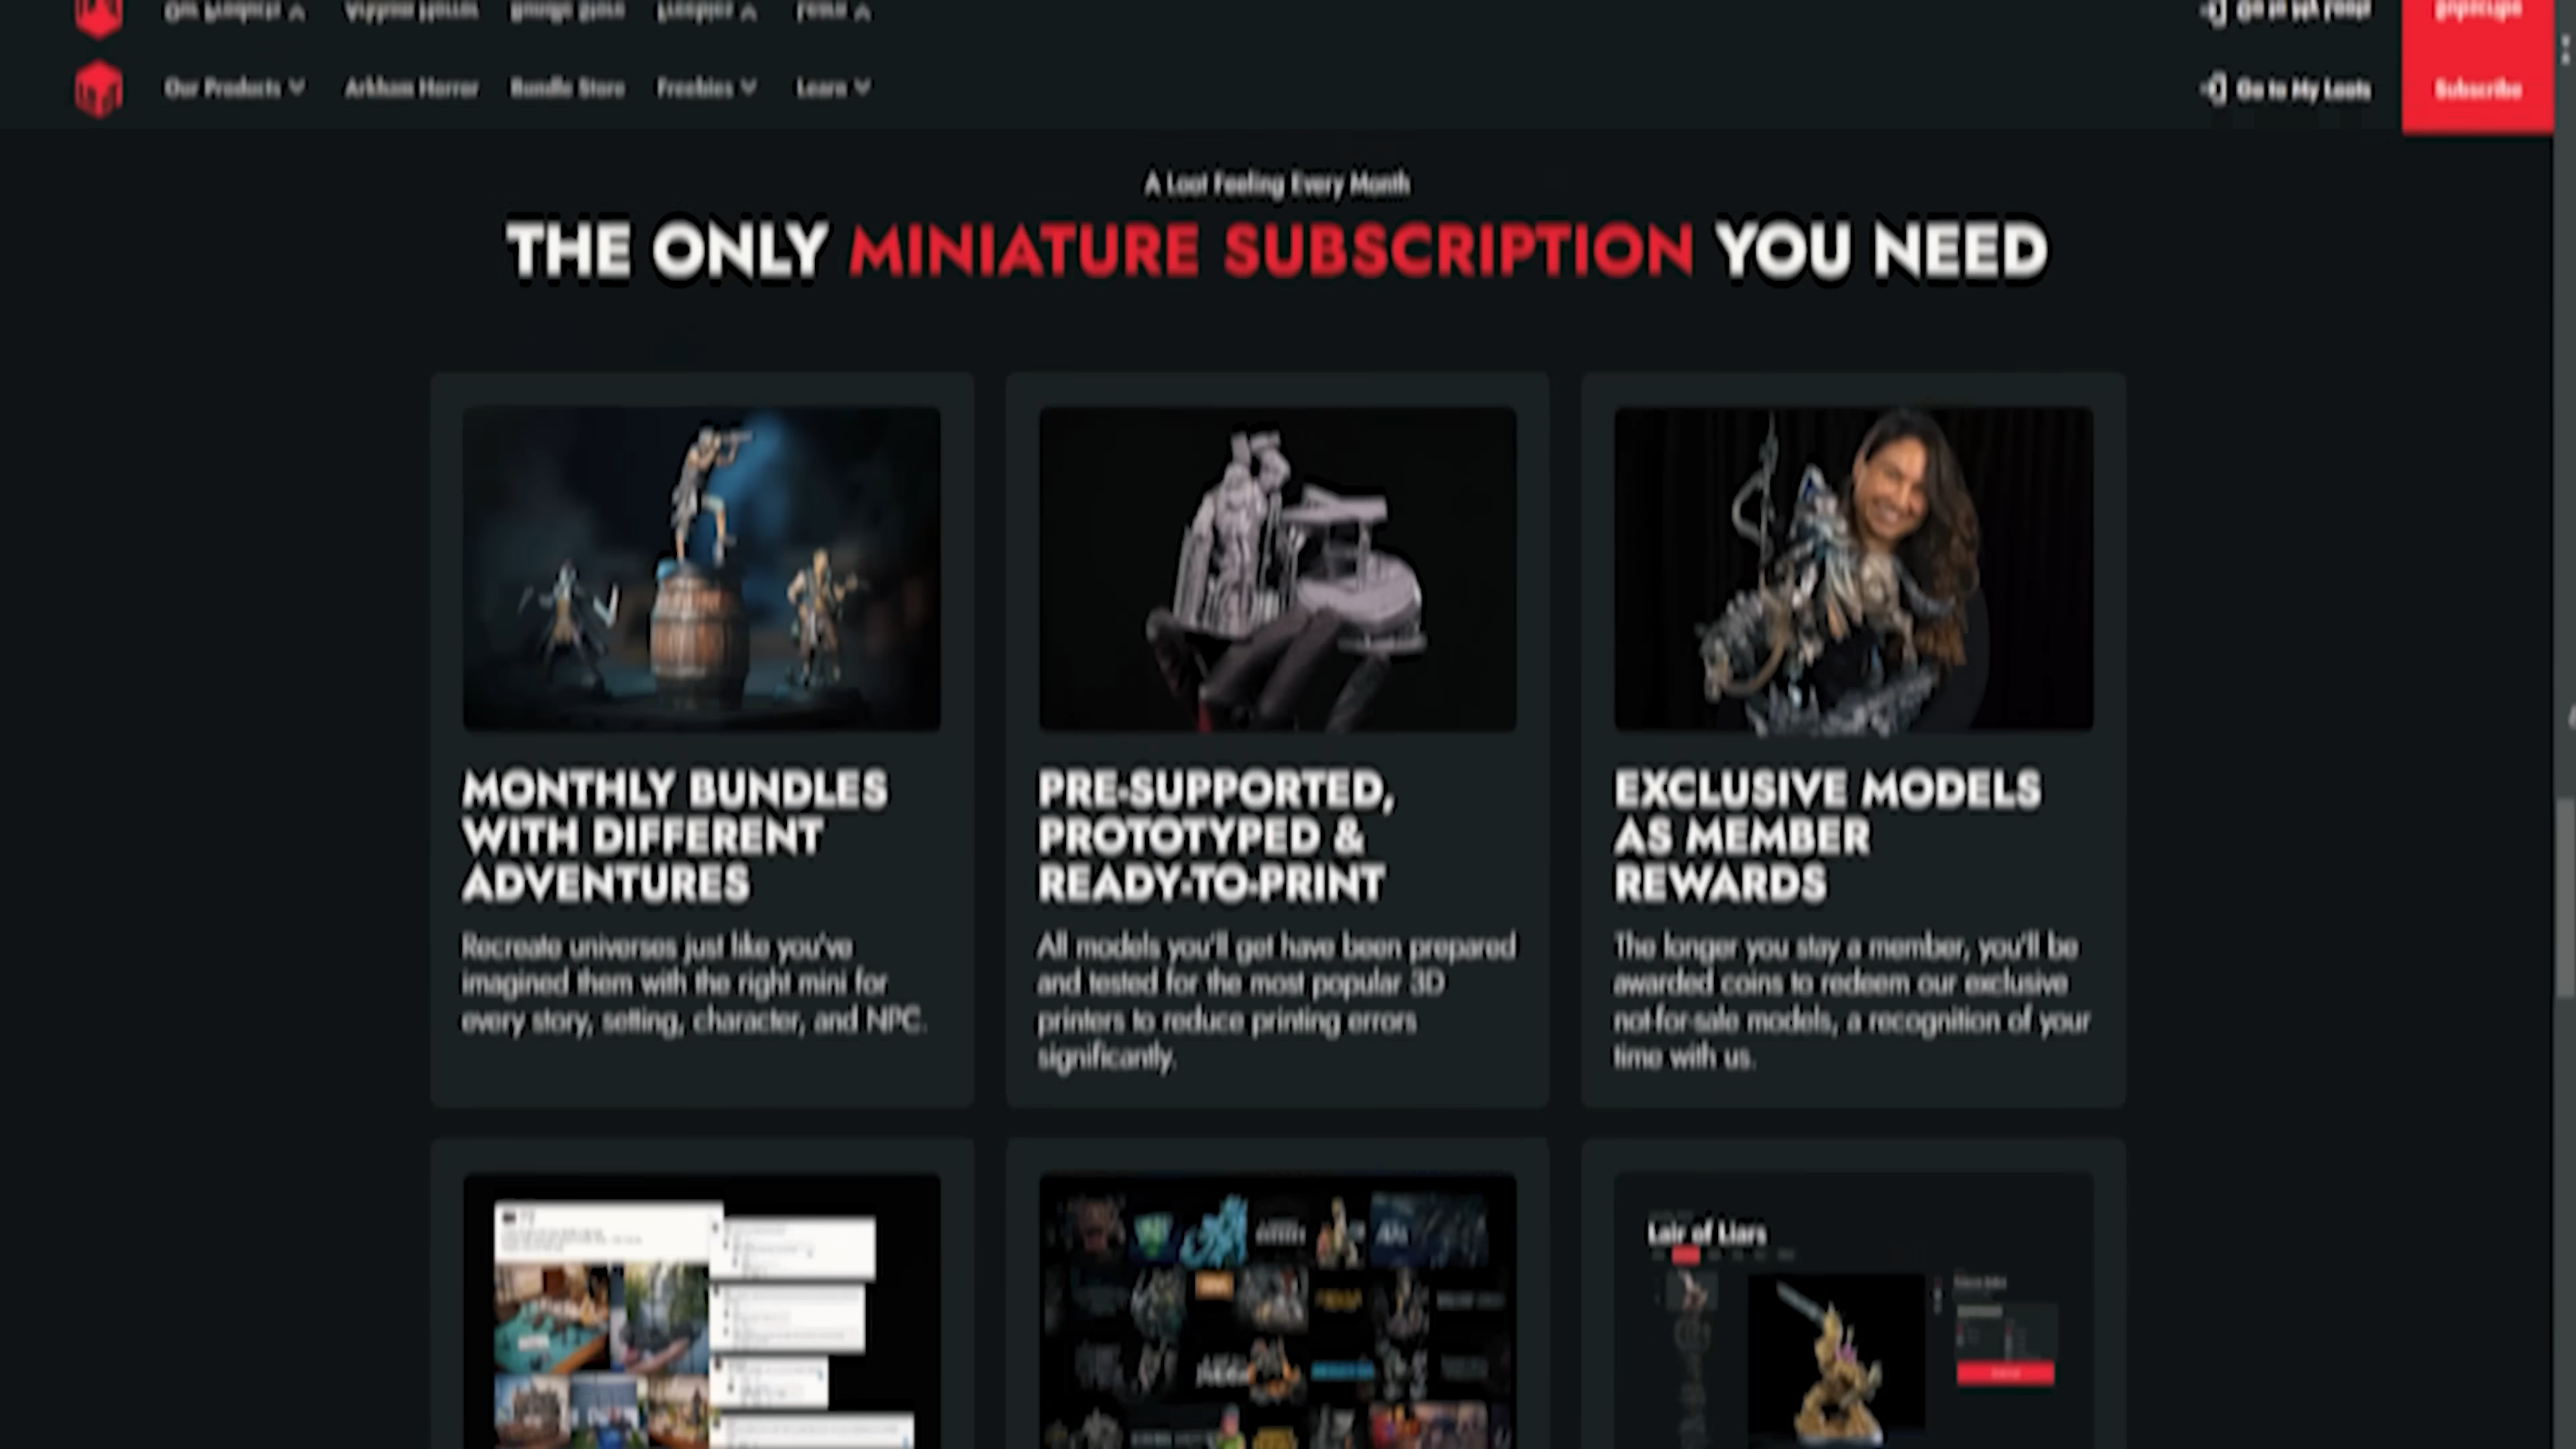 Our Products Arkham Horror Bundle Store Freebies Learn Go to My Loots Subscribe
A Loot Feeling Every Month
THE ONLY MINIATURE SUBSCRIPTION YOU NEED
MONTHLY BUNDLES
WITH DIFFERENT
ADVENTURES
Recreate universes just like you've
imagined them with the right mini for
every story, setting, character, and NPC.
PRE-SUPPORTED,
PROTOTYPED &
READY-TO-PRINT
All models you'll get have been prepared
and tested for the most popular 3D
printers to reduce printing errors
significantly.
EXCLUSIVE MODELS
AS MEMBER
REWARDS
The longer you stay a member, you'll be
awarded coins to redeem our exclusive
not-for-sale models, a recognition of your
time with us.
Lair of Liars